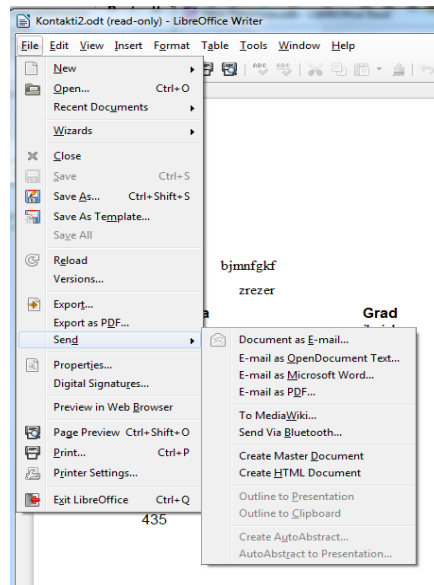 Kontakti2.odt (read-only) - LibreOffice Writer
File Edit View Insert Format Table Tools Window Help
New
Open... Ctrl+O
Recent Documents
Wizards
Close
Save Ctrl+S
Save As... Ctrl+Shift+S
Save As Template...
Save All
Reload
Versions...
Export...
Export as PDF...
Send
Properties...
Digital Signatures...
Preview in Web Browser
Page Preview Ctrl+Shift+O
Print... Ctrl+P
Printer Settings...
Exit LibreOffice Ctrl+Q
ABC ABC
bjmnfgkf
zrezer
a Grad
Document as E-mail...
E-mail as OpenDocument Text...
E-mail as Microsoft Word...
E-mail as PDF...
To MediaWiki...
Send Via Bluetooth...
Create Master Document
Create HTML Document
Outline to Presentation
Outline to Clipboard
Create AutoAbstract...
AutoAbstract to Presentation...
435